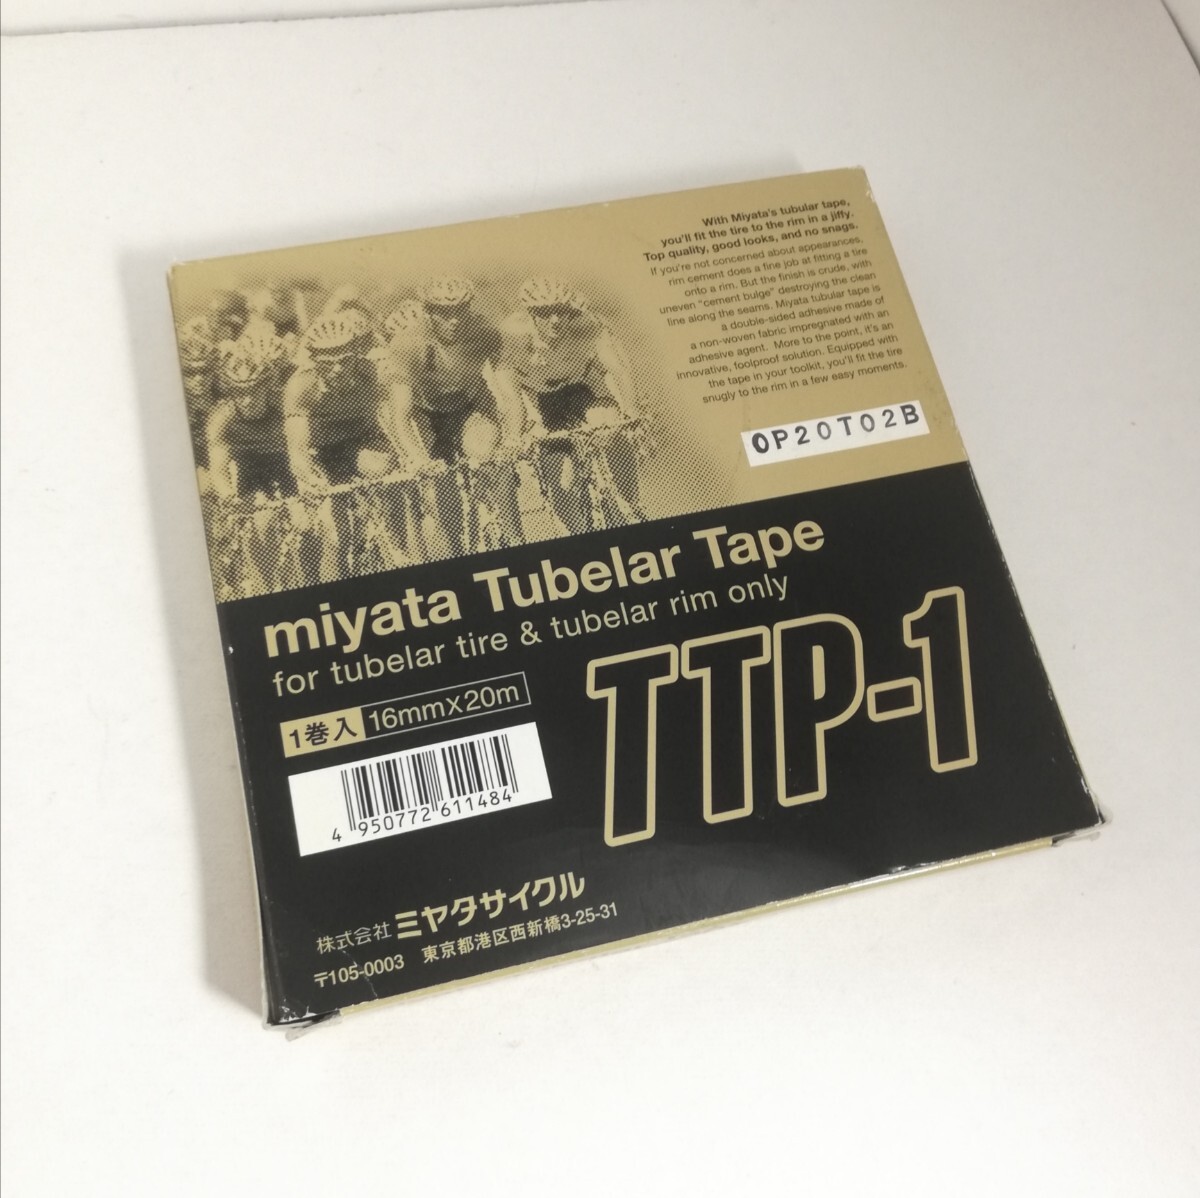 With Miyata's tubular tape,
you'll fit the tire to the rim in a jiffy.
Top quality, good looks, and no snags.
If you're not concerned about appearances,
rim cement does a fine job at fitting a tire
onto a rim. But the finish is crude, with
uneven "cement bulge" destroying the clean
line along the seams. Miyata tubular tape is
a double-sided adhesive made of
a non-woven fabric impregnated with an
adhesive agent. More to the point, it's an
innovative, foolproof solution. Equipped with
the tape in your toolkit, you'll fit the tire
snugly to the rim in a few easy moments.
OP20T02B
miyata Tubelar Tape
for tubelar tire & tubelar rim only
TTP-1
1巻入 16mm×20m
4 950772 611484
株式会社 ミヤタサイクル
〒105-0003 東京都港区西新橋3-25-31